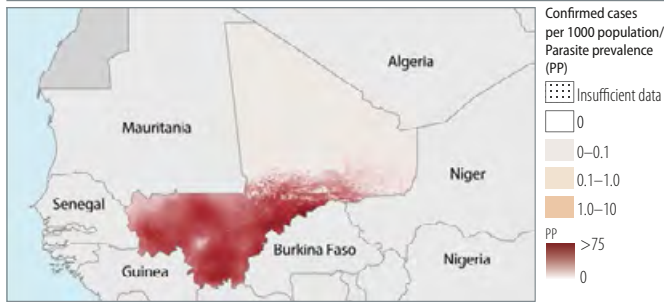 Algeria
Mauritania
Niger
Senegal
Burkina Faso
Guinea
Nigeria
Confirmed cases
per 1000 population/
Parasite prevalence
(PP)
Insufficient data
0
0–0.1
0.1–1.0
1.0–10
PP
>75
0